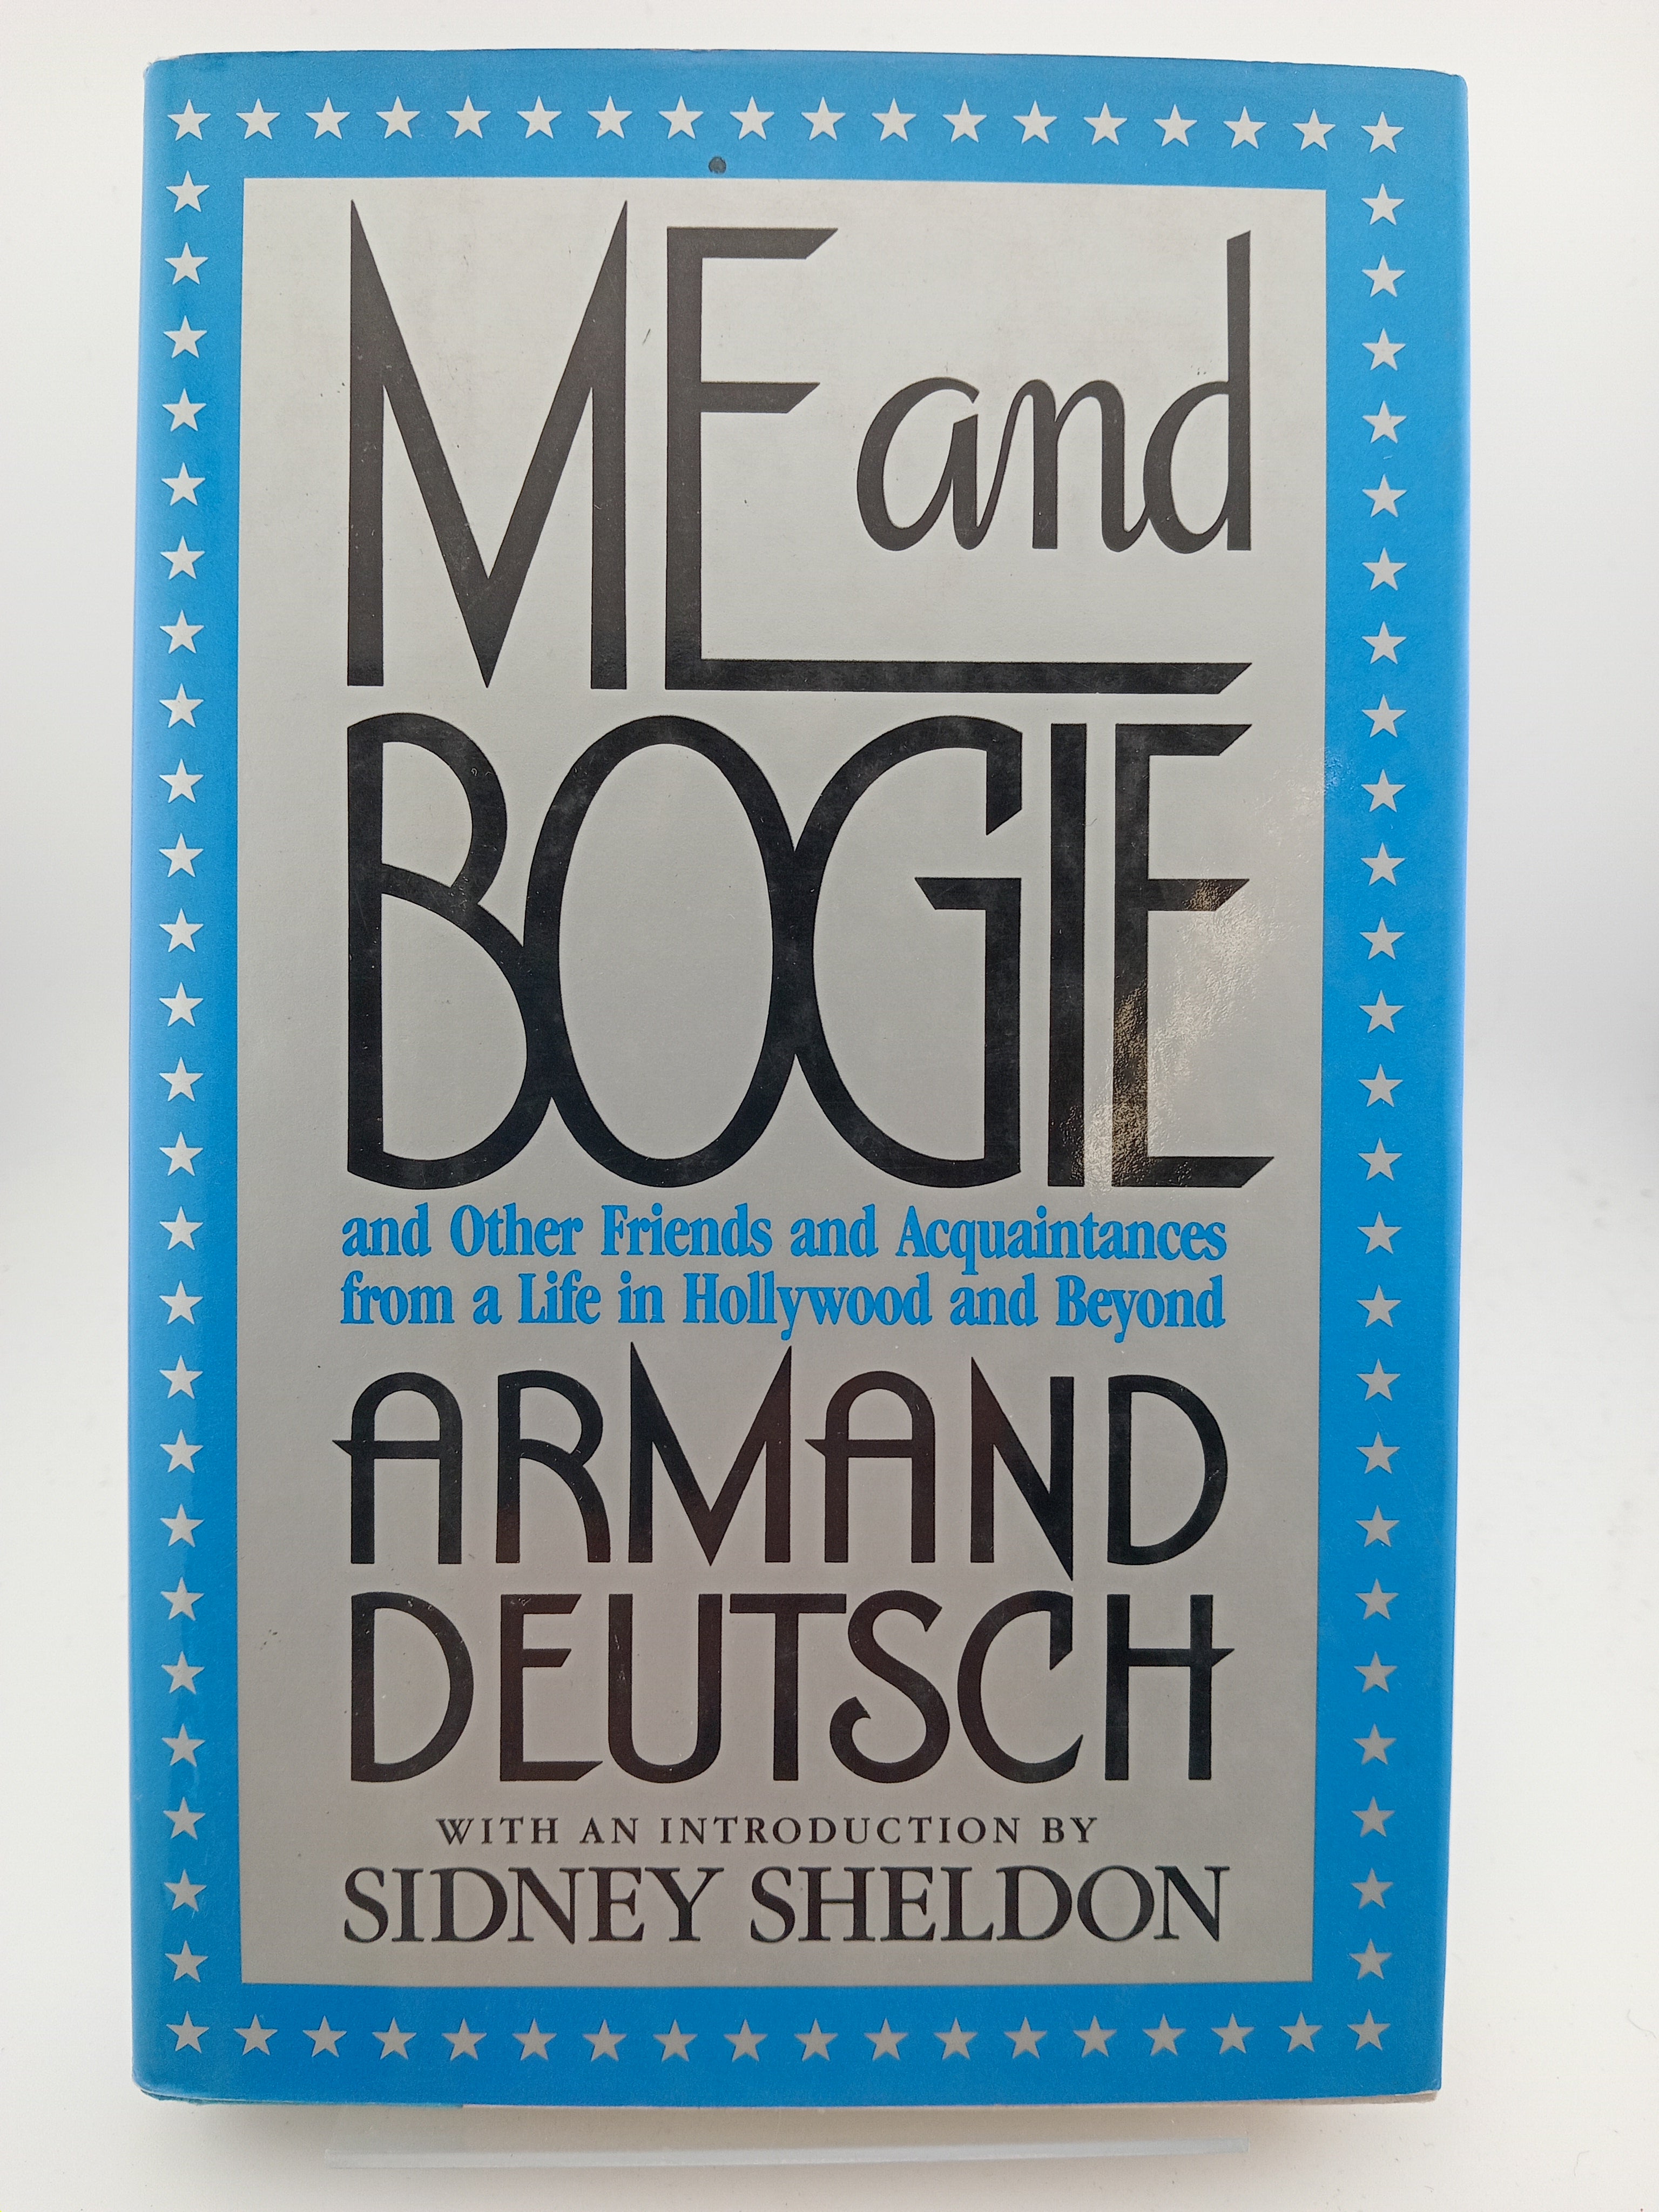 ME and
BOGIE
and Other Friends and Acquaintances
from a Life in Hollywood and Beyond
ARMAND
DEUTSCH
WITH AN INTRODUCTION BY
SIDNEY SHELDON